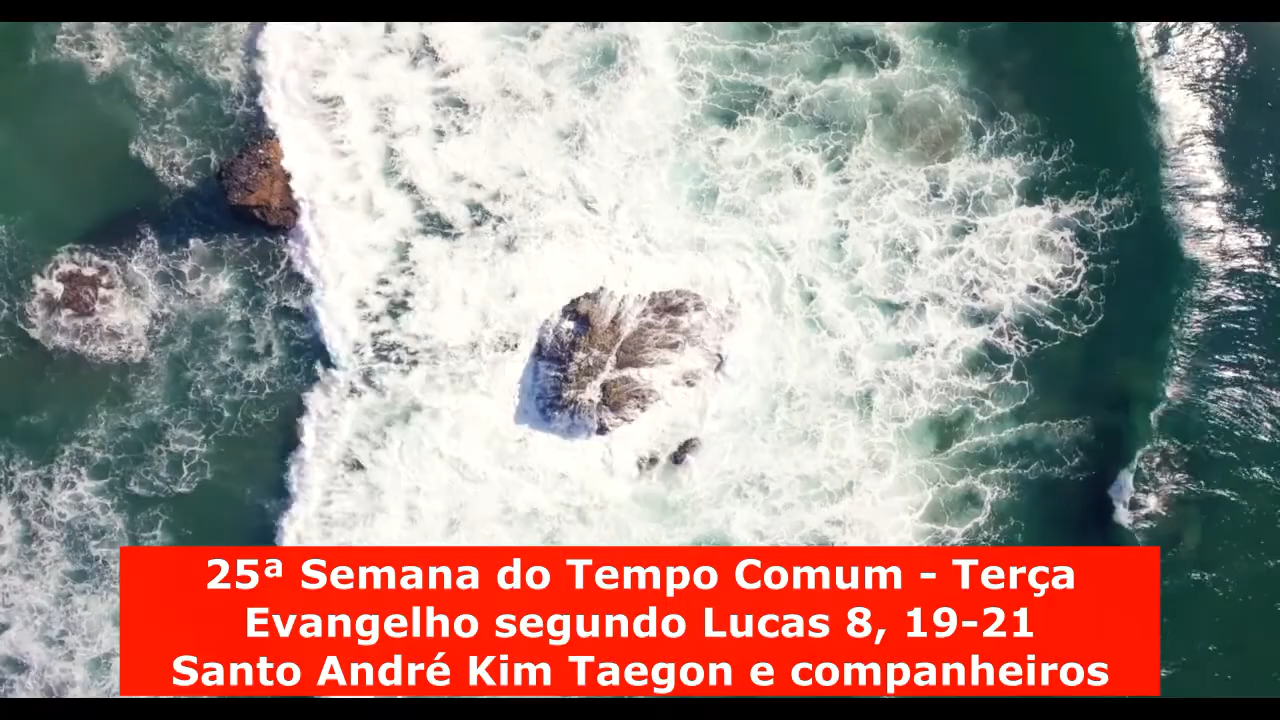 25ª Semana do Tempo Comum - Terça
Evangelho segundo Lucas 8, 19-21
Santo André Kim Taegon e companheiros